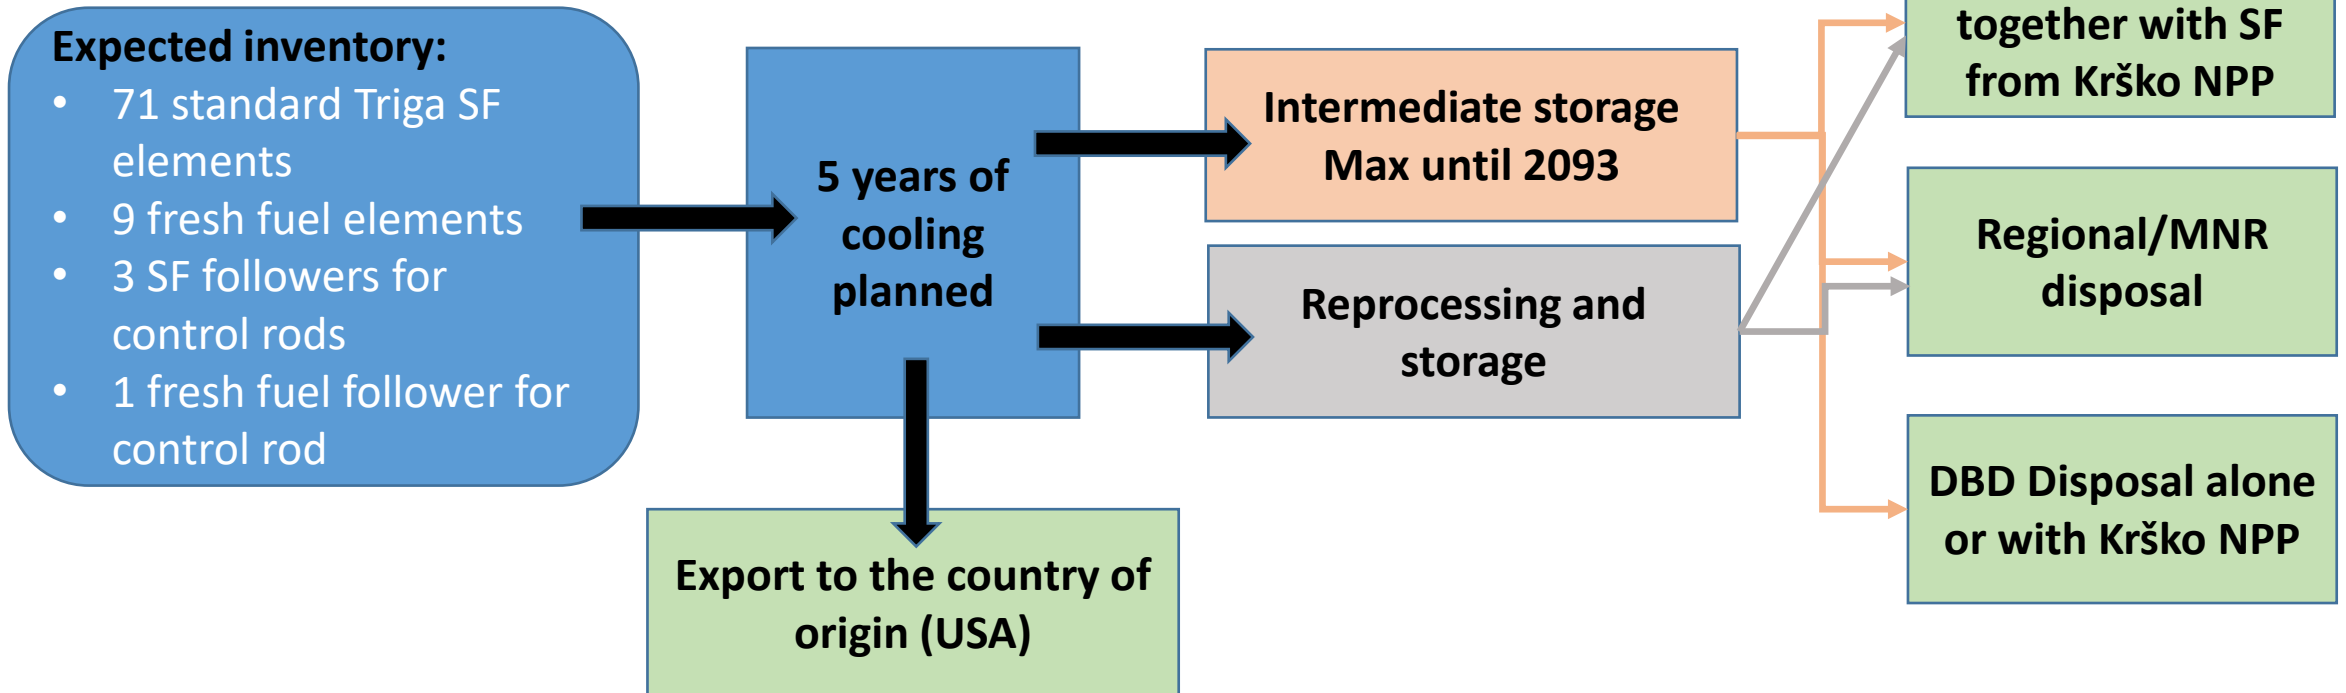 Expected inventory:
• 71 standard Triga SF
elements
• 9 fresh fuel elements
• 3 SF followers for
control rods
• 1 fresh fuel follower for
control rod
5 years of
cooling
planned
Export to the country of
origin (USA)
Intermediate storage
Max until 2093
Reprocessing and
storage
together with SF
from Krško NPP
Regional/MNR
disposal
DBD Disposal alone
or with Krško NPP